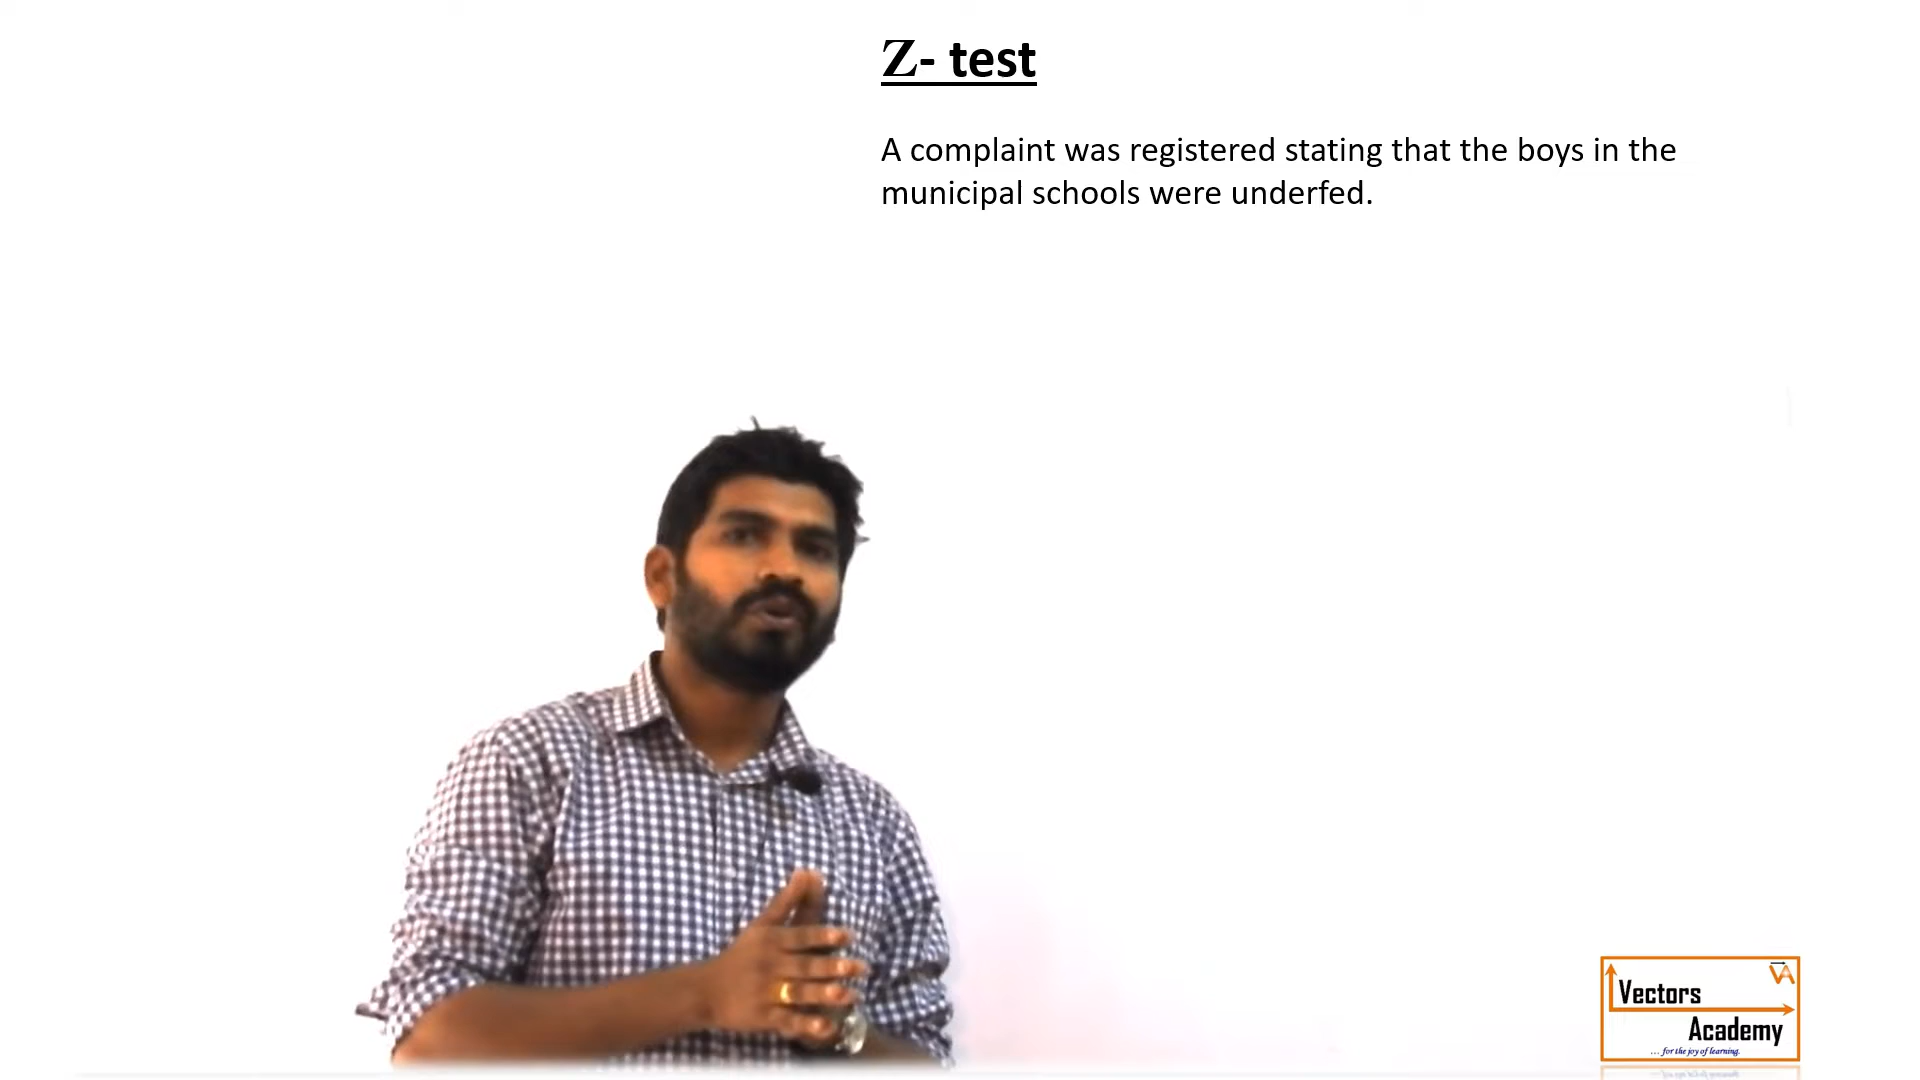 Z- test
A complaint was registered stating that the boys in the
municipal schools were underfed.
VA
Vectors
Academy
... for the joy of learning.